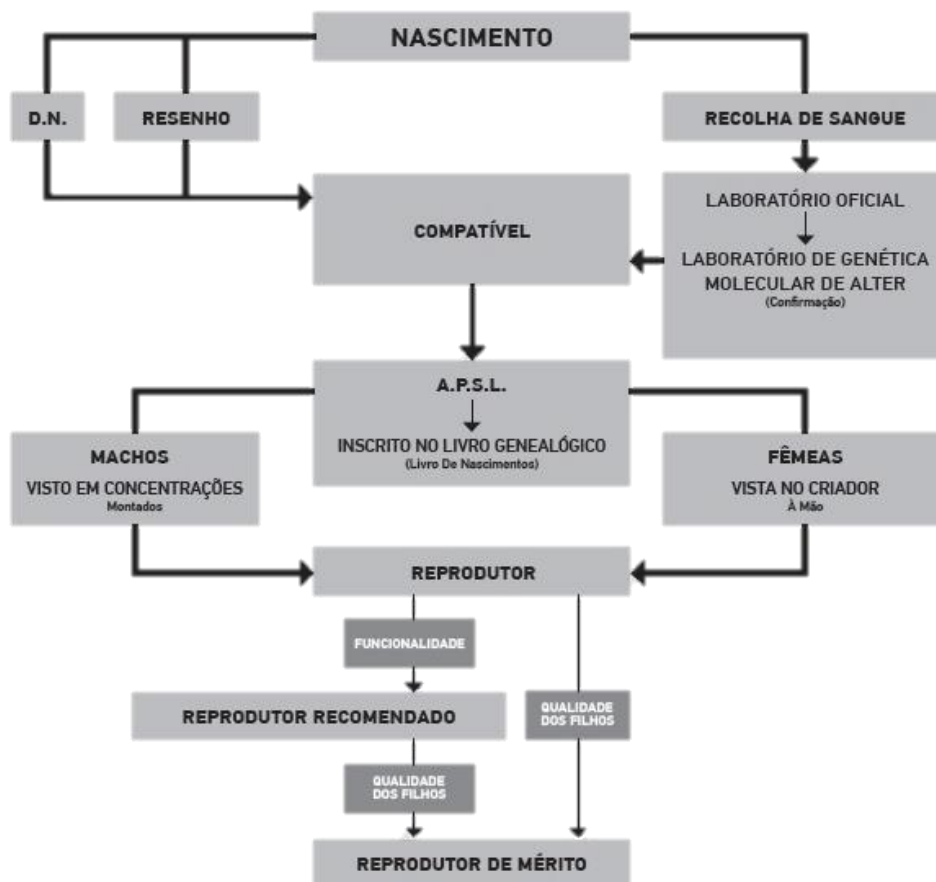 NASCIMENTO
D.N.
RESENHO
RECOLHA DE SANGUE
COMPATÍVEL
LABORATÓRIO OFICIAL
LABORATÓRIO DE GENÉTICA
MOLECULAR DE ALTER
(Confirmação)
A.P.S.L.
INSCRITO NO LIVRO GENEALÓGICO
(Livro De Nascimentos)
MACHOS
VISTO EM CONCENTRAÇÕES
Montados
FÊMEAS
VISTA NO CRIADOR
À Mão
REPRODUTOR
FUNCIONALIDADE
REPRODUTOR RECOMENDADO
QUALIDADE
DOS FILHOS
QUALIDADE
DOS FILHOS
REPRODUTOR DE MÉRITO